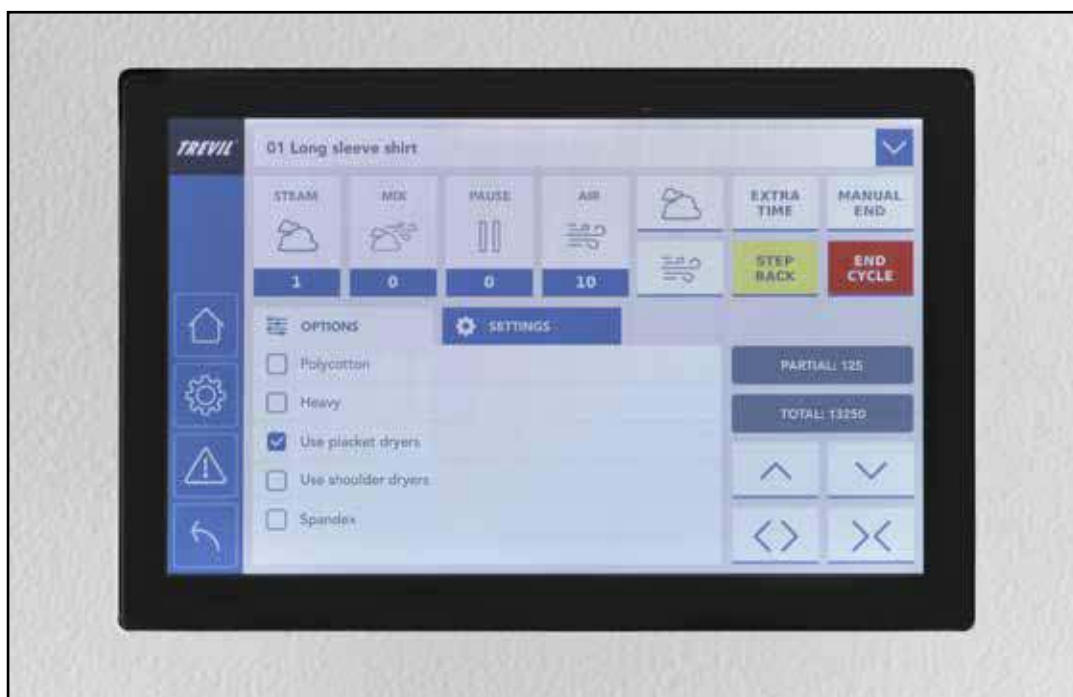 TREVIL
01 Long sleeve shirt
STEAM
MIX
PAUSE
AIR
EXTRA
TIME
MANUAL
END
STEP
BACK
END
CYCLE
1
0
0
10
OPTIONS
SETTINGS
Polycotton
Heavy
Use placket dryers
Use shoulder dryers
Spandex
PARTIAL: 125
TOTAL: 13250